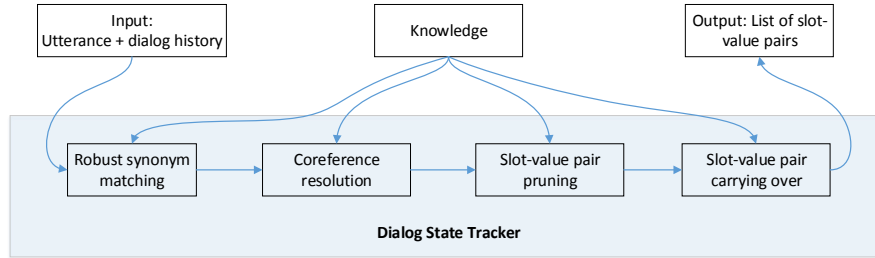 Input:
Utterance + dialog history
Knowledge
Output: List of slot-
value pairs
Robust synonym
matching
Coreference
resolution
Slot-value pair
pruning
Slot-value pair
carrying over
Dialog State Tracker